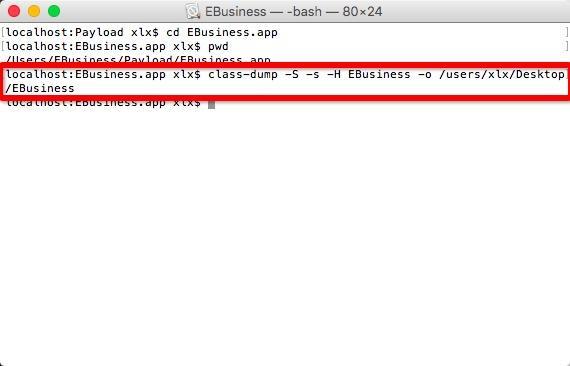 EBusiness — -bash — 80×24
[localhost:Payload xlx$ cd EBusiness.app ]
[localhost:EBusiness.app xlx$ pwd ]
/Users/EBusiness/Payload/EBusiness.app
[localhost:EBusiness.app xlx$ class-dump -S -s -H EBusiness -o /users/xlx/Desktop]
/EBusiness
localhost:EBusiness.app xlx$